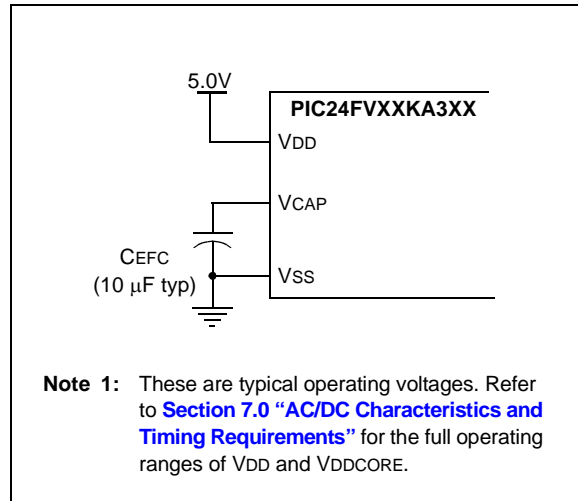 5.0V
PIC24FVXXKA3XX
VDD
VCAP
CEFC
(10 μF typ)
VSS
Note 1: These are typical operating voltages. Refer
to Section 7.0 “AC/DC Characteristics and
Timing Requirements” for the full operating
ranges of VDD and VDDCORE.